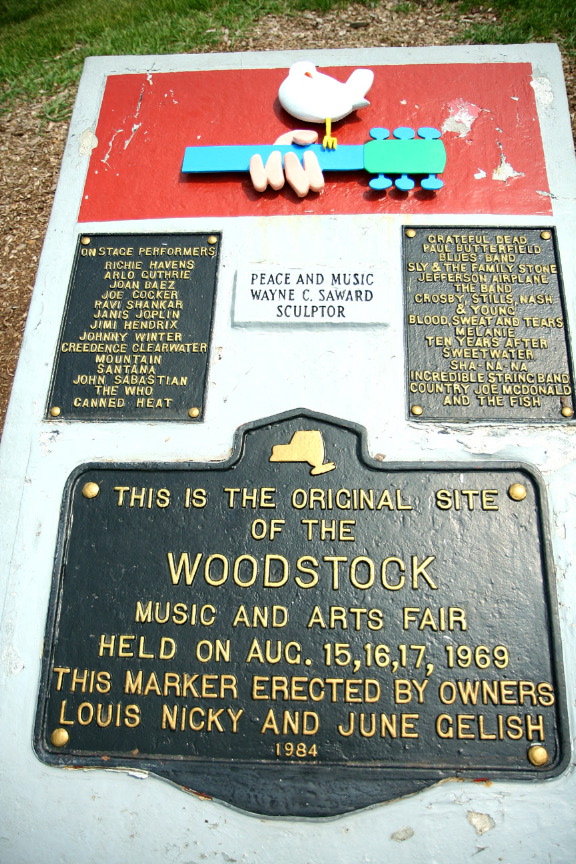 ON STAGE PERFORMERS
RICHIE HAVENS
ARLO GUTHRIE
JOAN BAEZ
JOE COCKER
RAVI SHANKAR
JANIS JOPLIN
JIMI HENDRIX
JOHNNY WINTER
CREEDENCE CLEARWATER
MOUNTAIN
SANTANA
JOHN SABASTIAN
THE WHO
CANNED HEAT
PEACE AND MUSIC
WAYNE C. SAWARD
SCULPTOR
GRATEFUL DEAD
PAUL BUTTERFIELD
BLUES BAND
SLY & THE FAMILY STONE
JEFFERSON AIRPLANE
THE BAND
CROSBY, STILLS, NASH
& YOUNG
BLOOD, SWEAT AND TEARS
MELANIE
TEN YEARS AFTER
SWEETWATER
SHA-NA-NA
INCREDIBLE STRING BAND
COUNTRY JOE MCDONALD
AND THE FISH
THIS IS THE ORIGINAL SITE
OF THE
WOODSTOCK
MUSIC AND ARTS FAIR
HELD ON AUG. 15,16,17, 1969
THIS MARKER ERECTED BY OWNERS
LOUIS NICKY AND JUNE GELISH
1984